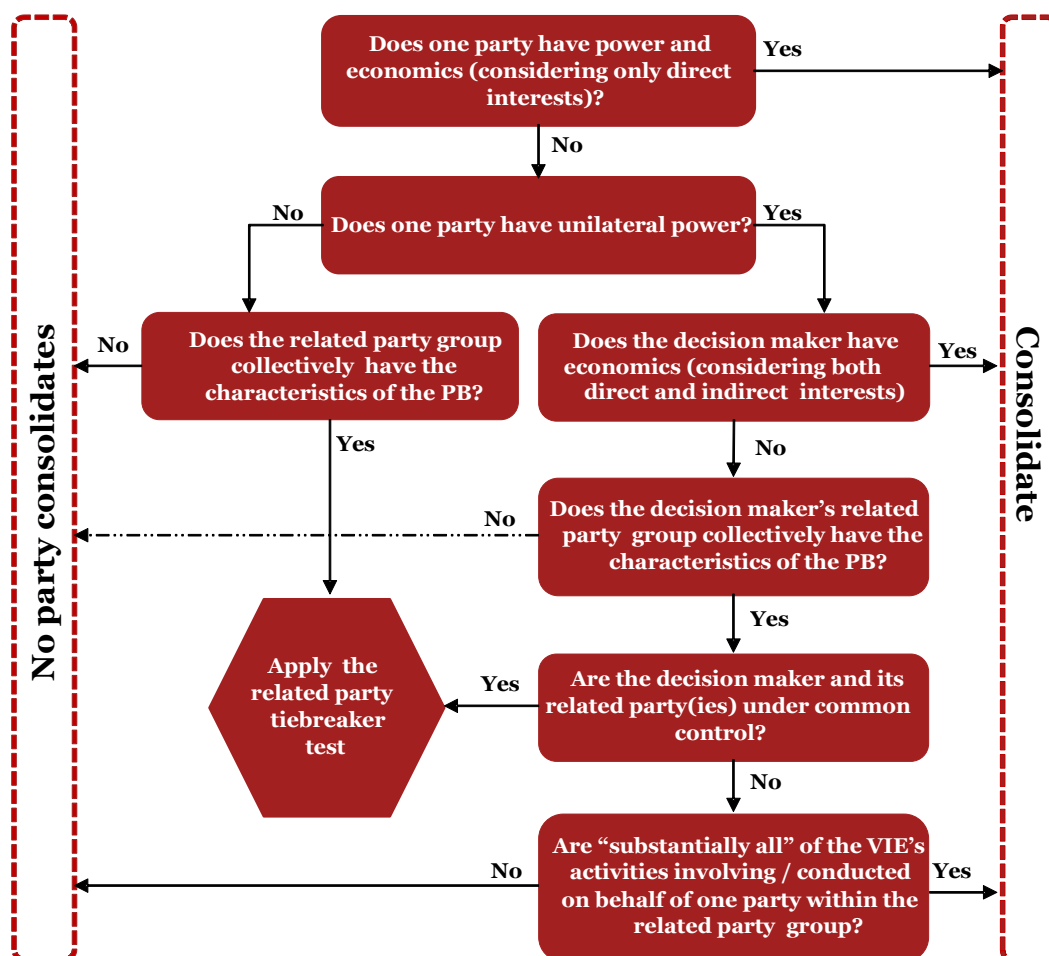 Does one party have power and
economics (considering only direct
interests)?
Yes
No
Does one party have unilateral power?
No
Yes
Does the related party group
collectively have the
characteristics of the PB?
No
Yes
Does the decision maker have
economics (considering both
direct and indirect interests)
Yes
No
Does the decision maker's related
party group collectively have the
characteristics of the PB?
No
Yes
Are the decision maker and its
related party(ies) under common
control?
Yes
No
Apply the
related party
tiebreaker
test
Are “substantially all” of the VIE's
activities involving / conducted
on behalf of one party within the
related party group?
No
Yes
No party consolidates
Consolidate